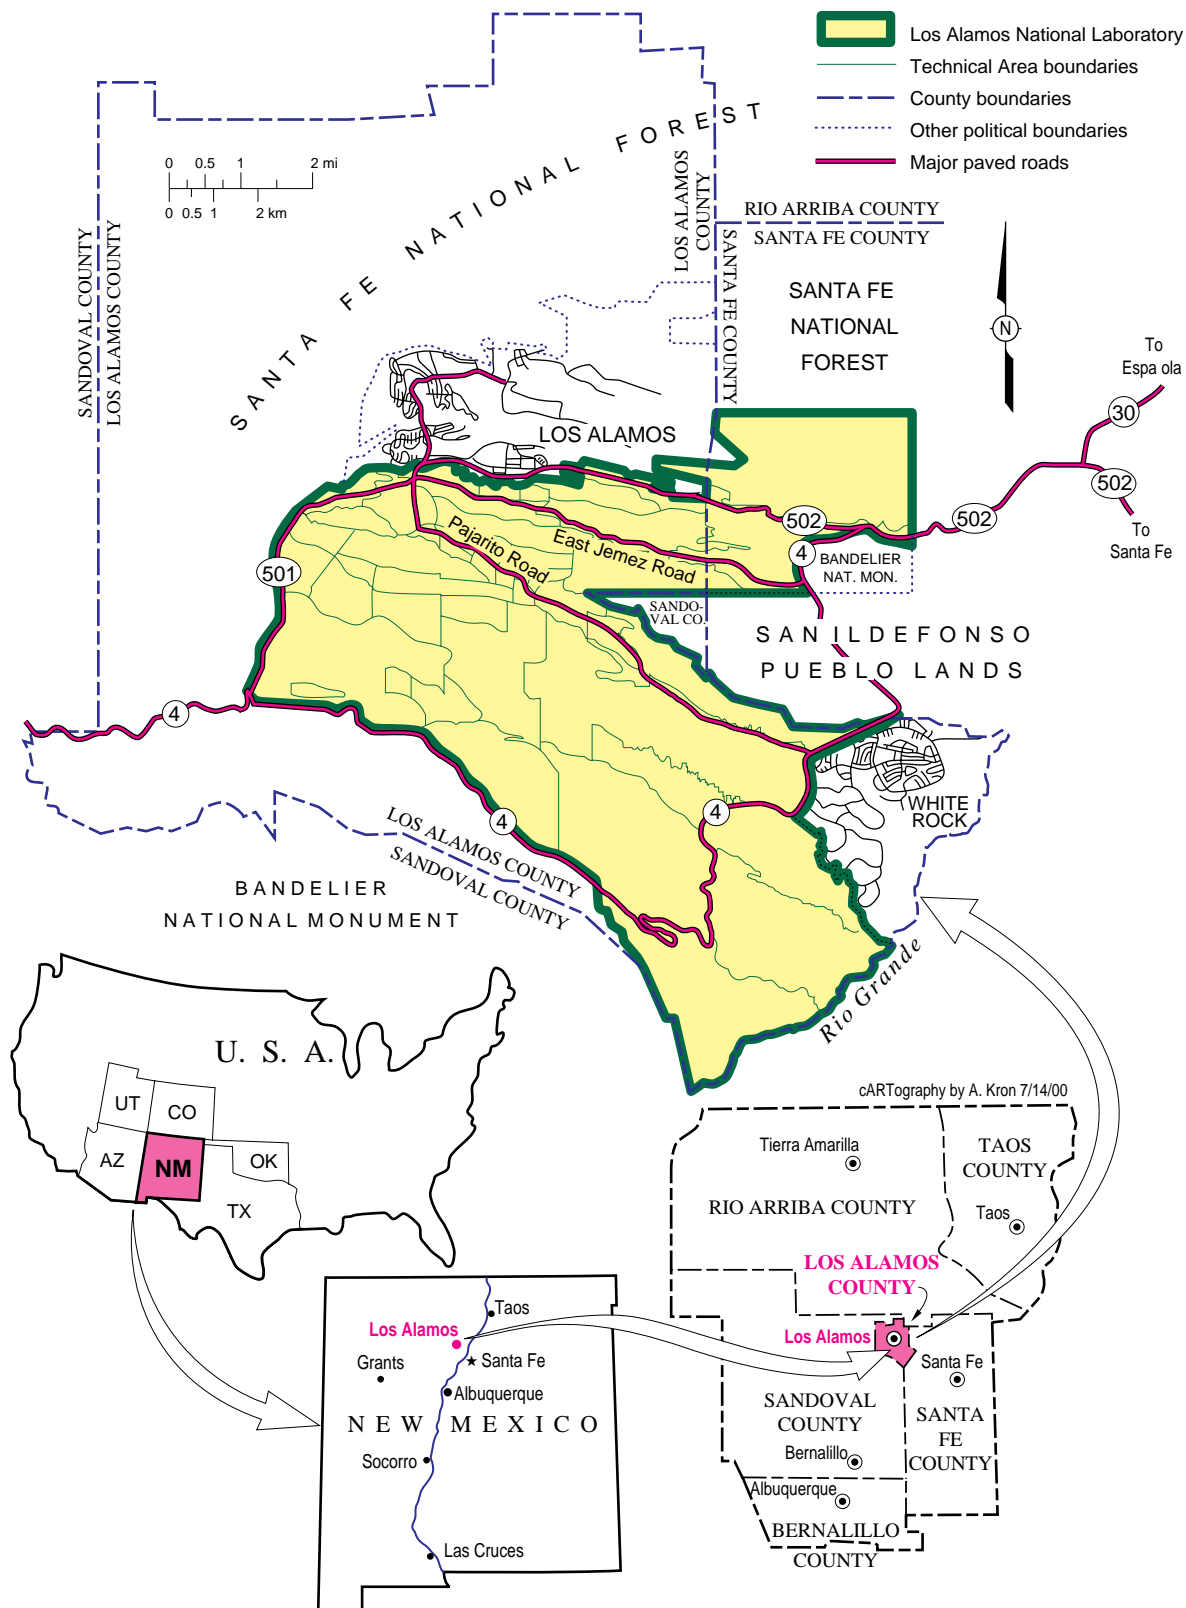 Los Alamos National Laboratory
Technical Area boundaries
County boundaries
Other political boundaries
Major paved roads
0 0.5 1 2 mi
0 0.5 1 2 km
SANTA FE NATIONAL FOREST
SANDOVAL COUNTY
LOS ALAMOS COUNTY
LOS ALAMOS
COUNTY
SANTA FE COUNTY
RIO ARRIBA COUNTY
SANTA FE COUNTY
SANTA FE
NATIONAL
FOREST
N
To
Espa ola
30
502
To
Santa Fe
LOS ALAMOS
502
502
4
BANDELIER
NAT. MON.
501
Pajarito Road
East Jemez Road
SANDO-
VAL CO.
SAN ILDEFONSO
PUEBLO LANDS
4
4
4
WHITE
ROCK
LOS ALAMOS COUNTY
SANDOVAL COUNTY
BANDELIER
NATIONAL MONUMENT
Rio Grande
U. S. A.
UT
CO
AZ
NM
OK
TX
cARTography by A. Kron 7/14/00
Tierra Amarilla
TAOS
COUNTY
RIO ARRIBA COUNTY
Taos
LOS ALAMOS
COUNTY
Los Alamos
Santa Fe
SANDOVAL
COUNTY
SANTA
FE
COUNTY
Bernalillo
Albuquerque
BERNALILLO
COUNTY
Taos
Los Alamos
Grants
Santa Fe
Albuquerque
NEW MEXICO
Socorro
Las Cruces